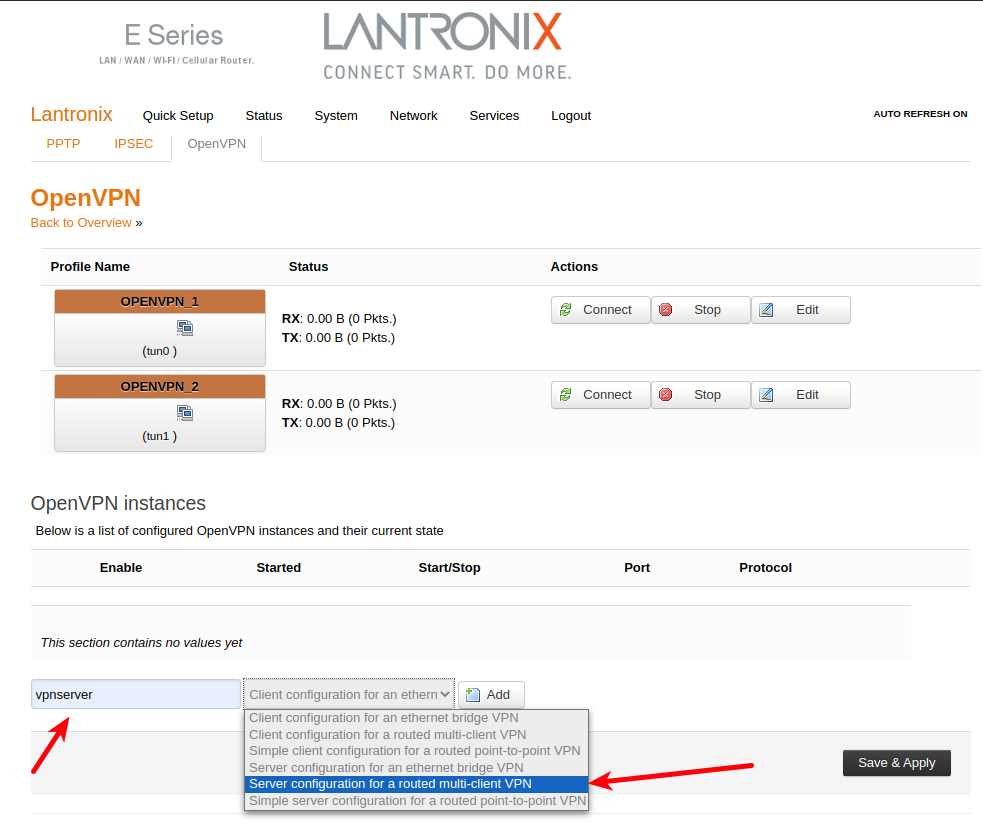 E Series
LAN / WAN / WI-FI / Cellular Router.
LANTRONIX
CONNECT SMART. DO MORE.
Lantronix Quick Setup Status System Network Services Logout AUTO REFRESH ON
PPTP IPSEC OpenVPN
OpenVPN
Back to Overview »
Profile Name Status Actions
OPENVPN_1
(tun0 )
RX: 0.00 B (0 Pkts.)
TX: 0.00 B (0 Pkts.)
Connect Stop Edit
OPENVPN_2
(tun1 )
RX: 0.00 B (0 Pkts.)
TX: 0.00 B (0 Pkts.)
Connect Stop Edit
OpenVPN instances
Below is a list of configured OpenVPN instances and their current state
Enable Started Start/Stop Port Protocol
This section contains no values yet
vpnserver Client configuration for an ethern Add
Client configuration for an ethernet bridge VPN
Client configuration for a routed multi-client VPN
Simple client configuration for a routed point-to-point VPN
Server configuration for an ethernet bridge VPN
Server configuration for a routed multi-client VPN
Simple server configuration for a routed point-to-point VPN
Save & Apply